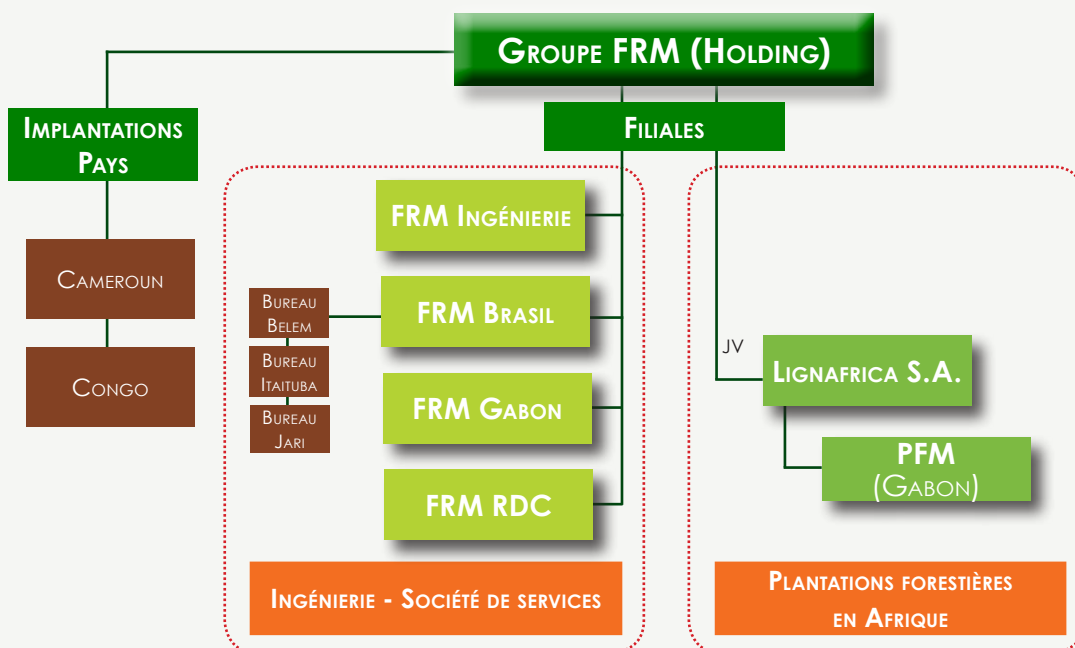 Groupe FRM (Holding)
Implantations
Pays
Filiales
Cameroun
Congo
FRM Ingénierie
FRM Brasil
Bureau
Belem
Bureau
Itaituba
Bureau
Jari
FRM Gabon
FRM RDC
Ingénierie - Société de services
JV
Lignafrica S.A.
PFM
(Gabon)
Plantations forestières
en Afrique